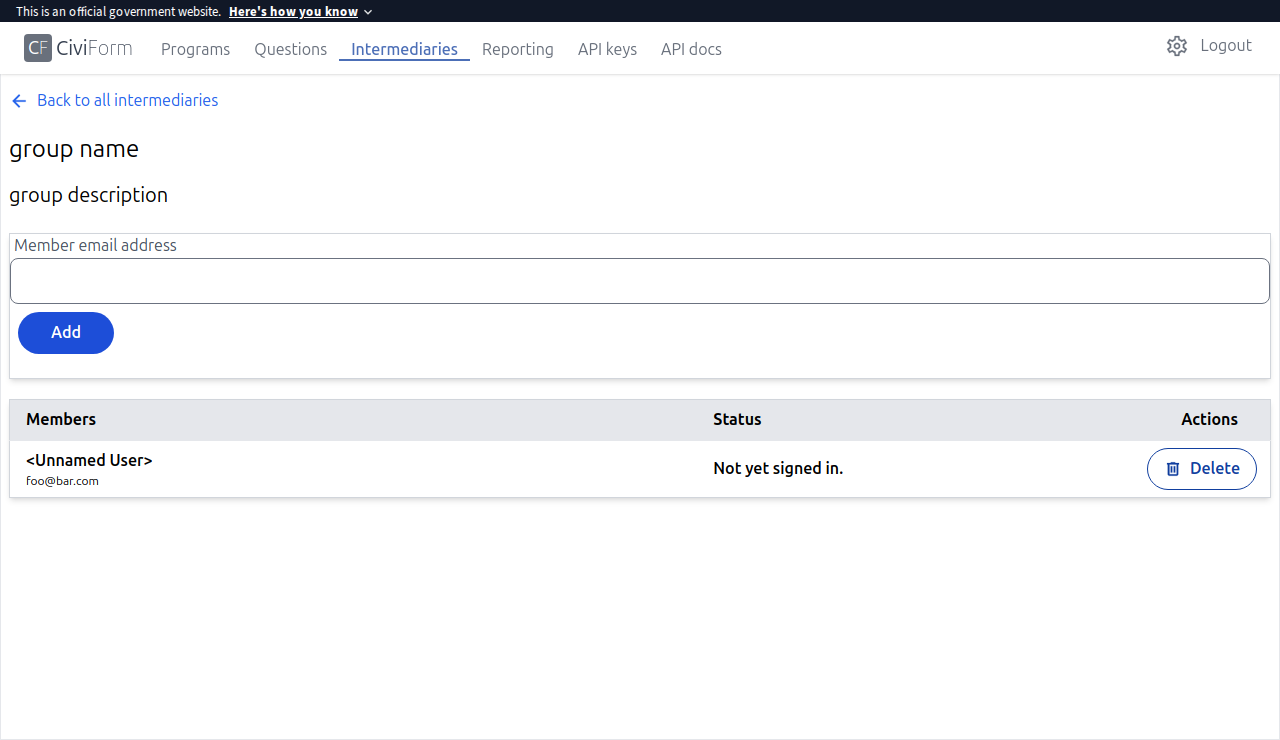 This is an official government website. Here's how you know
CF CiviForm Programs Questions Intermediaries Reporting API keys API docs Logout
Back to all intermediaries
group name
group description
Member email address
Add
Members Status Actions
<Unnamed User> Not yet signed in. Delete
foo@bar.com